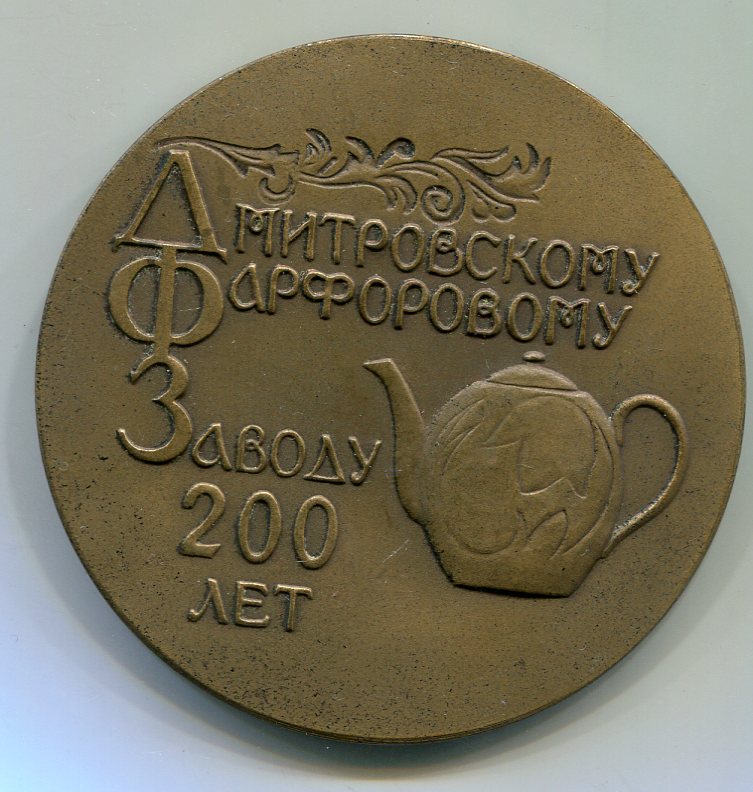 Дмитровскому
Фарфоровому
Заводу
200
лет